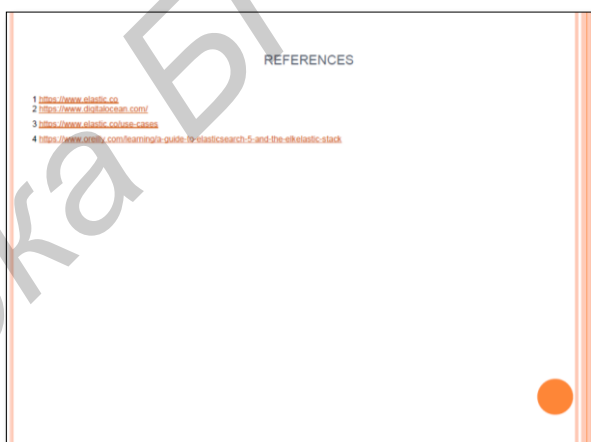 REFERENCES
1 https://www.elastic.co
2 https://www.digitalocean.com/
3 https://www.elastic.co/use-cases
4 https://www.oreilly.com/learning/a-guide-to-elasticsearch-5-and-the-elkelastic-stack
ка БГ